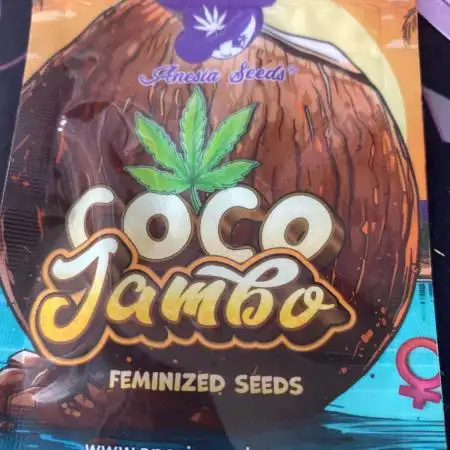 Anesia Seeds®
COCO
Jambo
FEMINIZED SEEDS